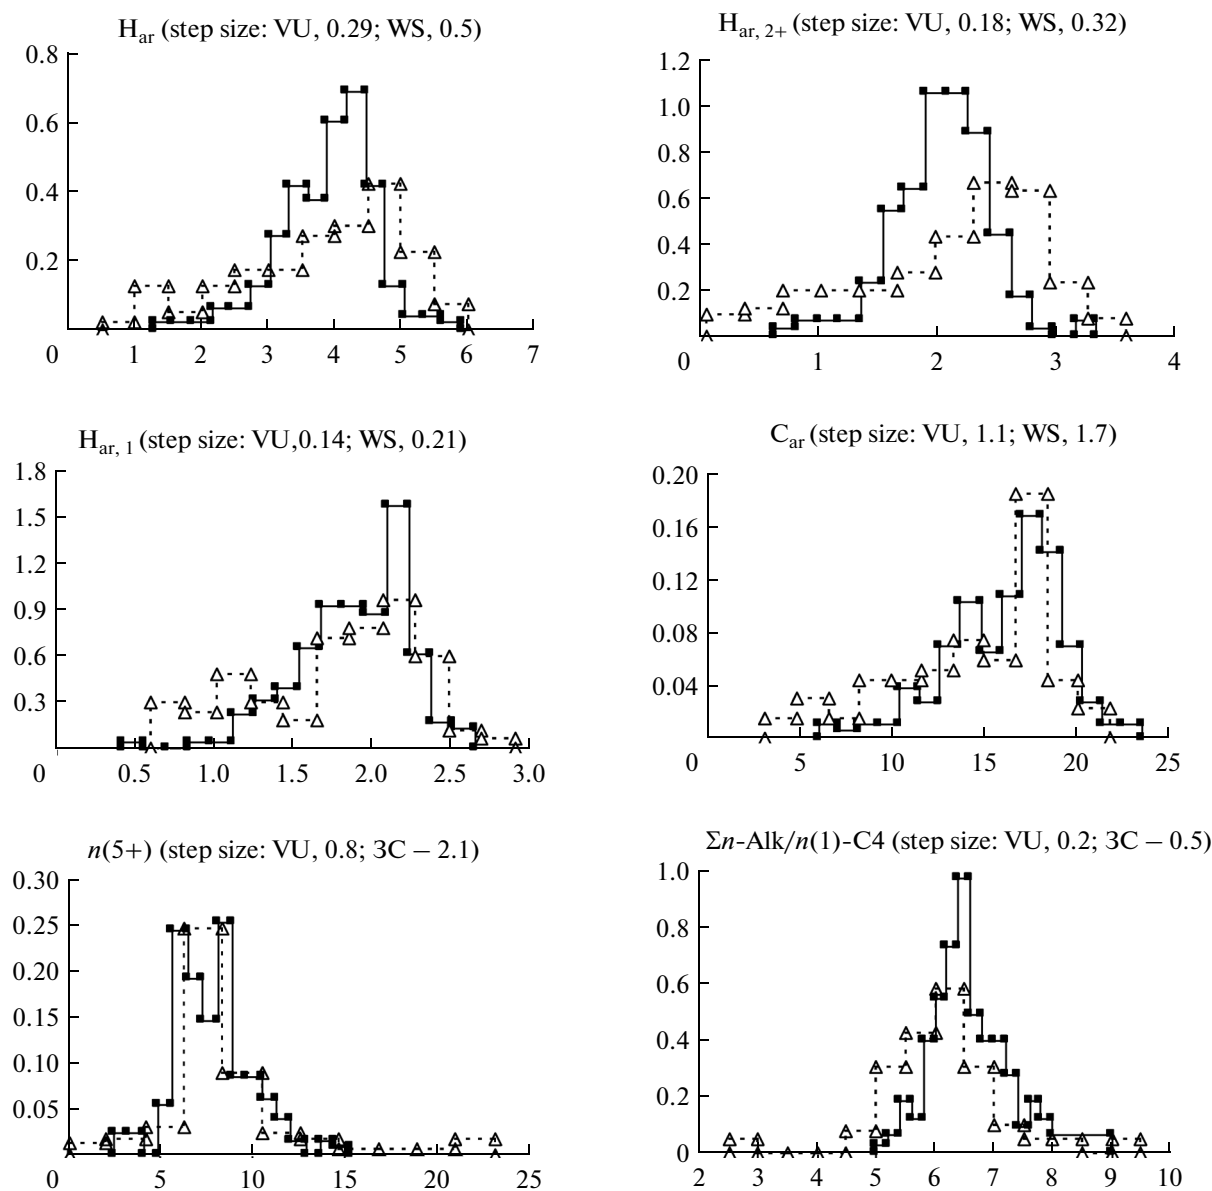 H_ar (step size: VU, 0.29; WS, 0.5)
0.8
0.6
0.4
0.2
0 1 2 3 4 5 6 7
H_ar, 2+ (step size: VU, 0.18; WS, 0.32)
1.2
1.0
0.8
0.6
0.4
0.2
0 1 2 3 4
H_ar, 1 (step size: VU,0.14; WS, 0.21)
1.8
1.5
1.2
0.9
0.6
0.3
0 0.5 1.0 1.5 2.0 2.5 3.0
C_ar (step size: VU, 1.1; WS, 1.7)
0.20
0.16
0.12
0.08
0.04
0 5 10 15 20 25
n(5+) (step size: VU, 0.8; ЗС – 2.1)
0.30
0.25
0.20
0.15
0.10
0.05
0 5 10 15 20 25
Σn-Alk/n(1)-C4 (step size: VU, 0.2; ЗС – 0.5)
1.0
0.8
0.6
0.4
0.2
0
2 3 4 5 6 7 8 9 10